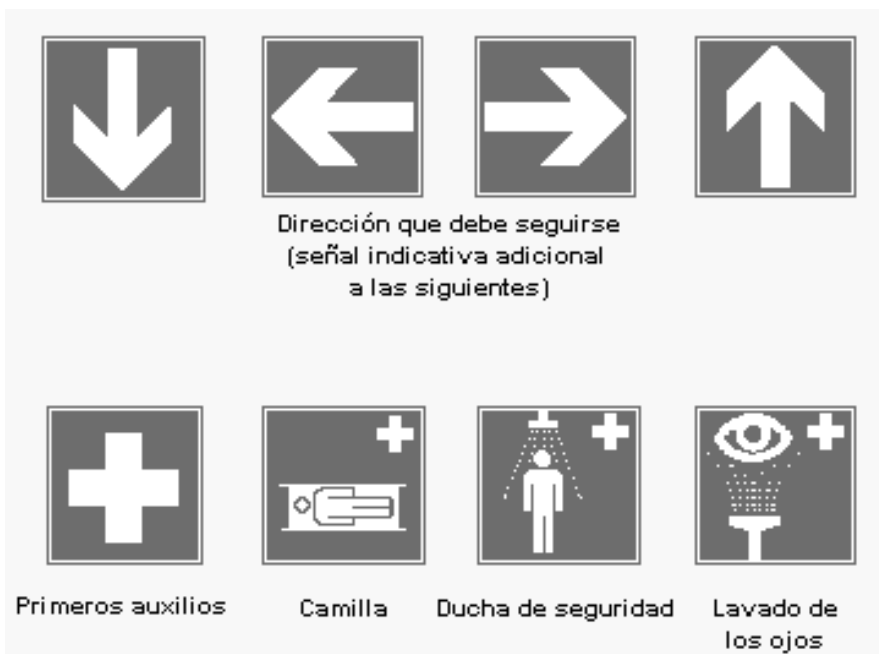 Dirección que debe seguirse
(señal indicativa adicional
a las siguientes)
Primeros auxilios
Camilla
Ducha de seguridad
Lavado de
los ojos